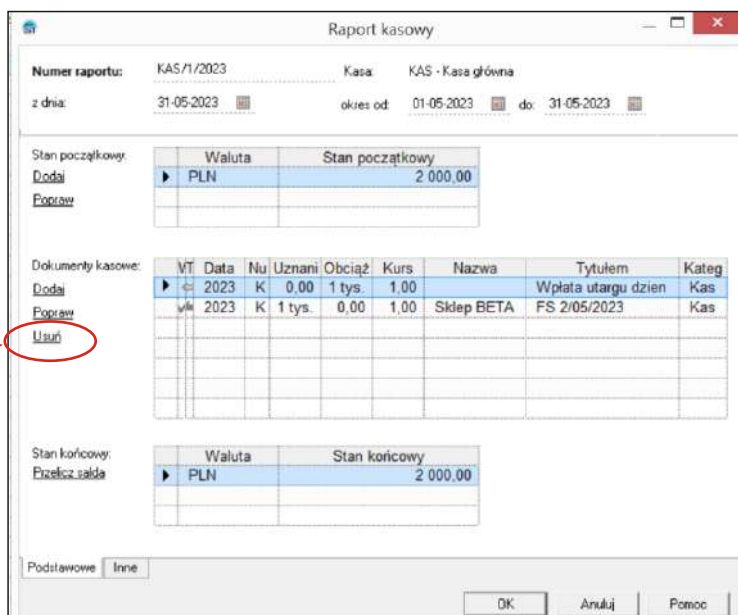 Raport kasowy
Numer raportu: KAS/1/2023 Kasa: KAS - Kasa główna
z dnia: 31-05-2023 okres od: 01-05-2023 do: 31-05-2023
Stan początkowy: Waluta Stan początkowy
Dodaj PLN 2 000,00
Popraw
Dokumenty kasowe: VT Data Nu Uznani Obciąż Kurs Nazwa Tytułem Kateg
Dodaj 2023 K 0,00 1 tys. 1,00 Wpłata utargu dzien Kas
Popraw 2023 K 1 tys. 0,00 1,00 Sklep BETA FS 2/05/2023 Kas
Usuń
Stan końcowy: Waluta Stan końcowy
Przelicz salda PLN 2 000,00
Podstawowe Inne
OK Anuluj Pomoc